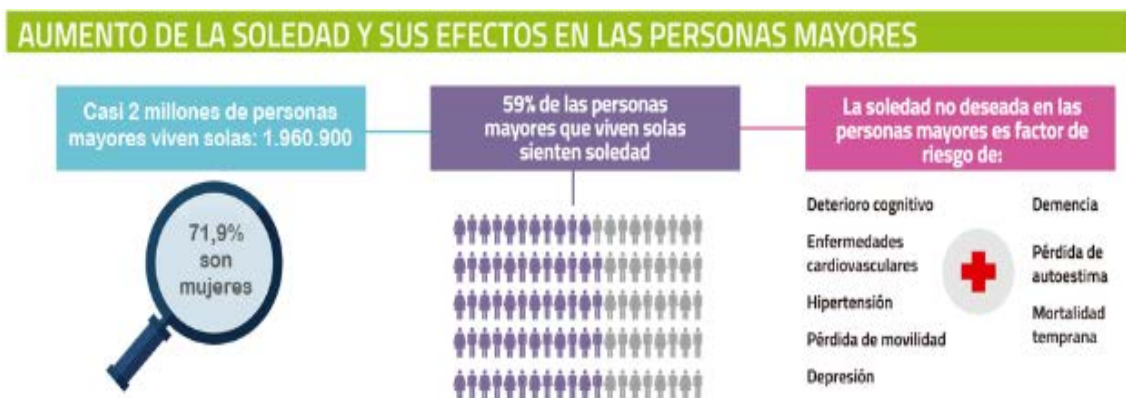 AUMENTO DE LA SOLEDAD Y SUS EFECTOS EN LAS PERSONAS MAYORES
Casi 2 millones de personas
mayores viven solas: 1.960.900
71,9%
son
mujeres
59% de las personas
mayores que viven solas
sienten soledad
La soledad no deseada en las
personas mayores es factor de
riesgo de:
Deterioro cognitivo
Enfermedades
cardiovasculares
Hipertensión
Pérdida de movilidad
Depresión
Demencia
Pérdida de
autoestima
Mortalidad
temprana